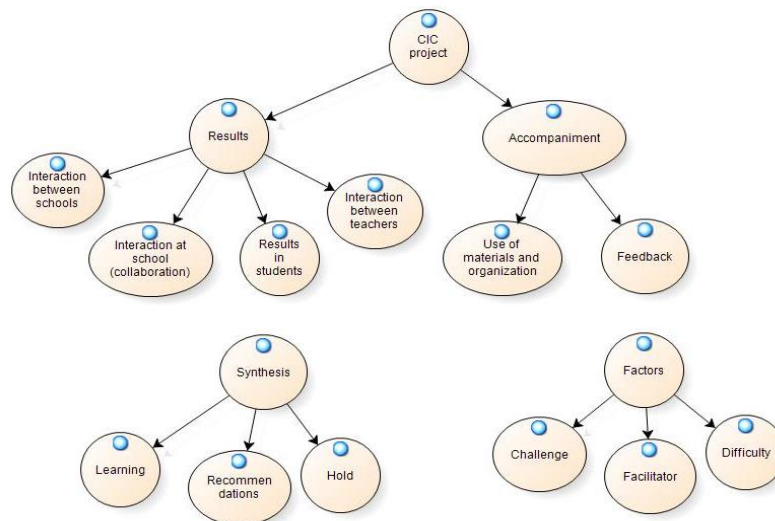 CIC
project
Results
Accompaniment
Interaction
between
schools
Interaction at
school
(collaboration)
Results
in
students
Interaction
between
teachers
Use of
materials and
organization
Feedback
Synthesis
Factors
Learning
Recommen
dations
Hold
Challenge
Facilitator
Difficulty